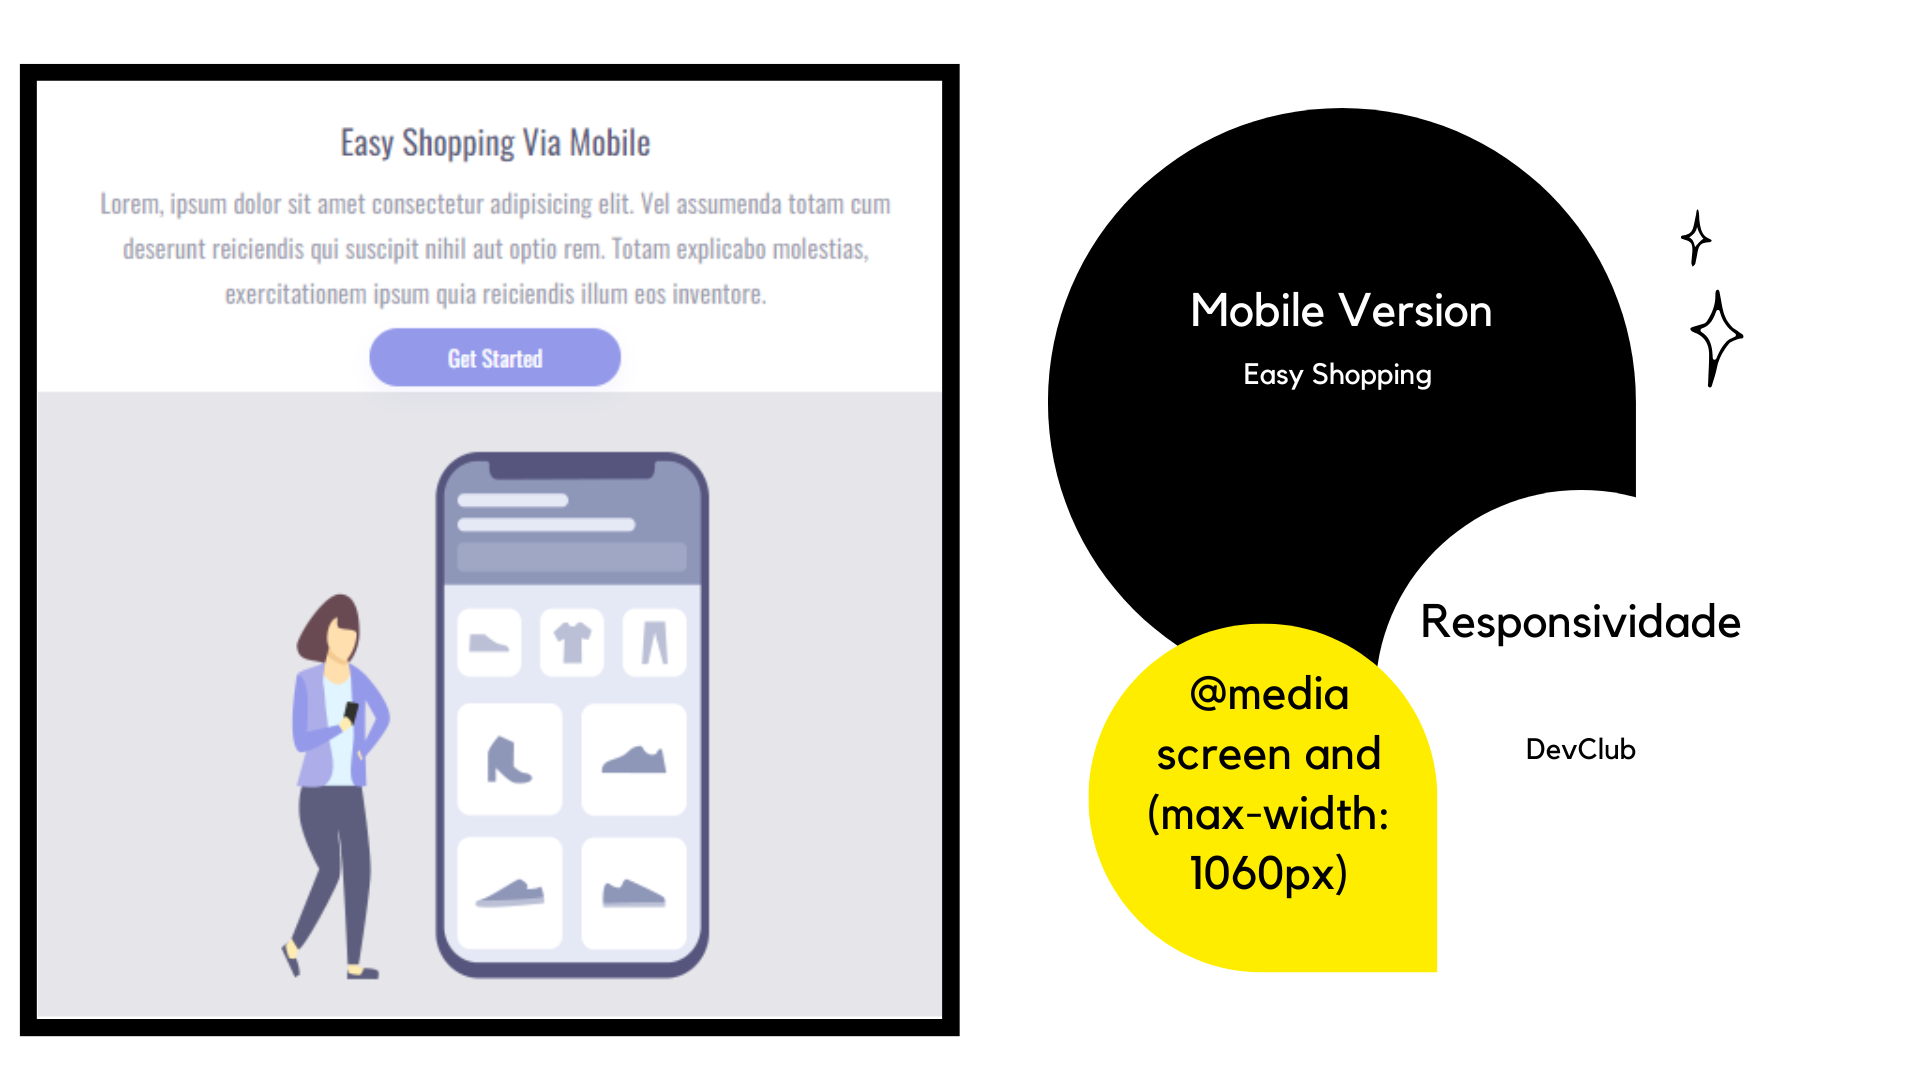 Easy Shopping Via Mobile
Lorem, ipsum dolor sit amet consectetur adipisicing elit. Vel assumenda totam cum
deserunt reiciendis qui suscipit nihil aut optio rem. Totam explicabo molestias,
exercitationem ipsum quia reiciendis illum eos inventore.
Get Started
Mobile Version
Easy Shopping
Responsividade
DevClub
@media
screen and
(max-width:
1060px)